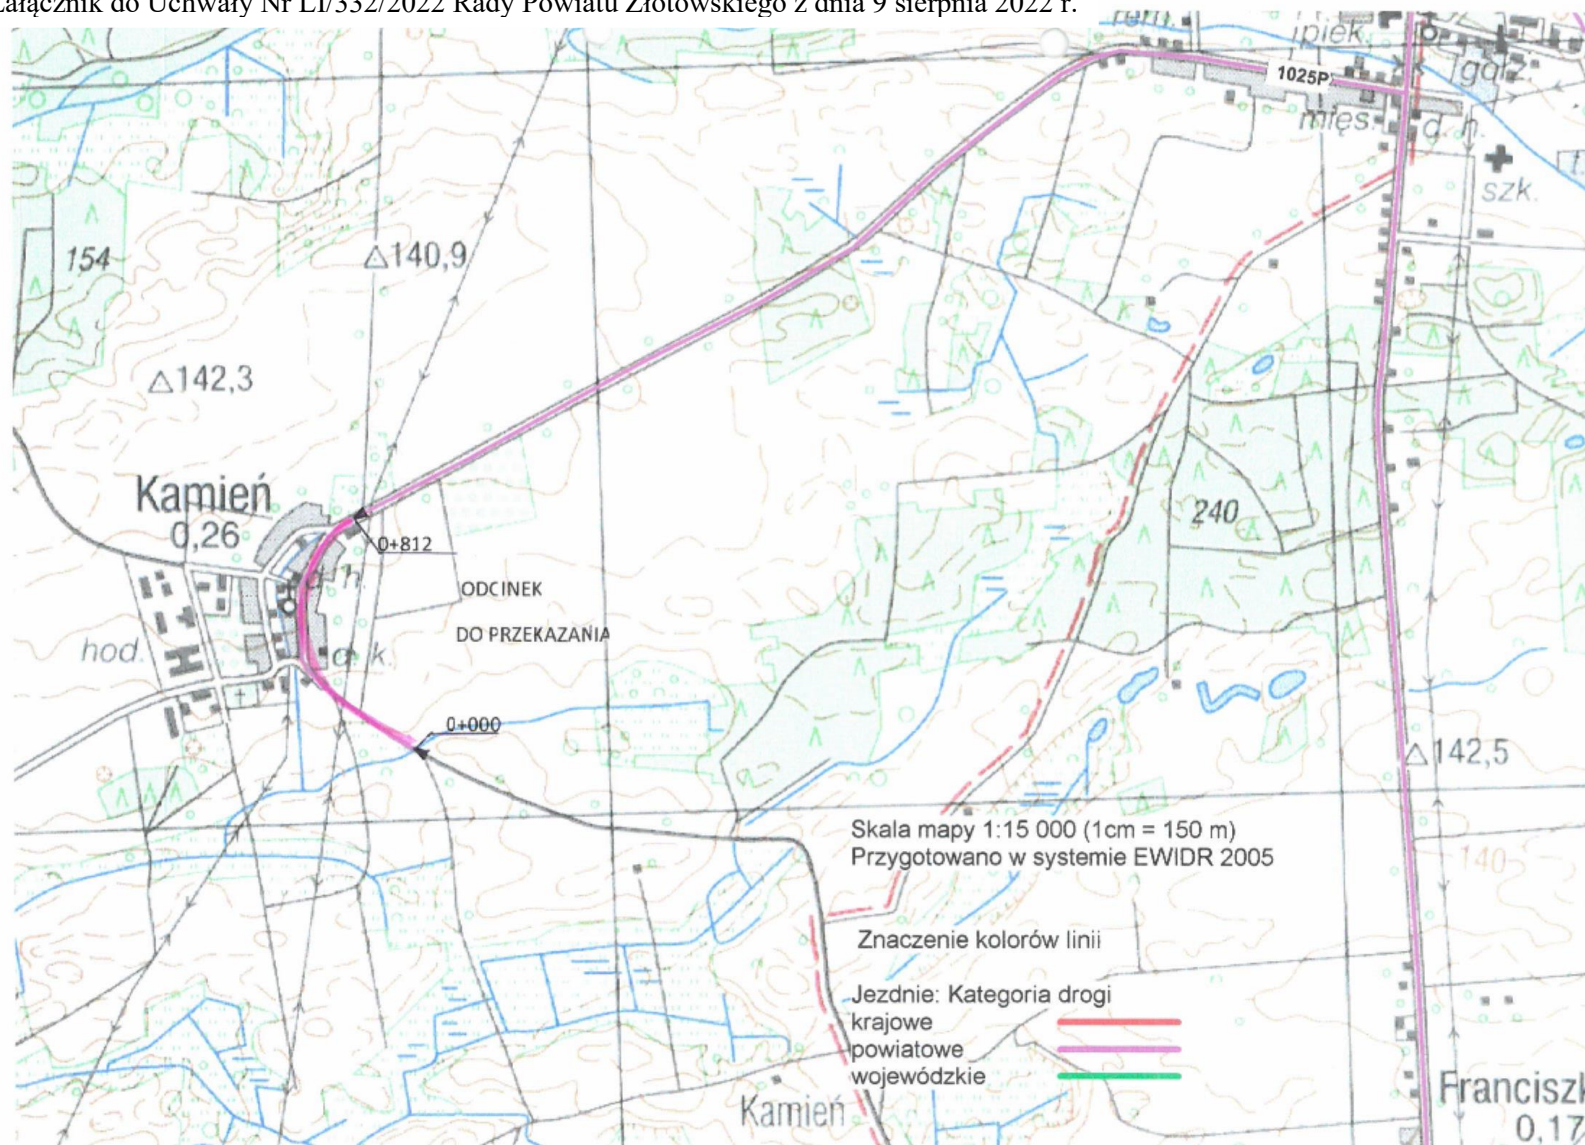 Załącznik do Uchwały Nr LI/332/2022 Rady Powiatu Złotowskiego z dnia 9 sierpnia 2022 r.
rem.
piek.
1025P
mięs.
d. h.
szk.
154
140,9
142,3
Kamień
0,26
0+812
d. h.
ODCINEK
DO PRZEKAZANIA
hod.
d. k.
240
0+000
142,5
Skala mapy 1:15 000 (1cm = 150 m)
Przygotowano w systemie EWIDR 2005
140
Znaczenie kolorów linii
Jezdnie: Kategoria drogi
krajowe
powiatowe
wojewódzkie
Kamień
Franciszk
0,17